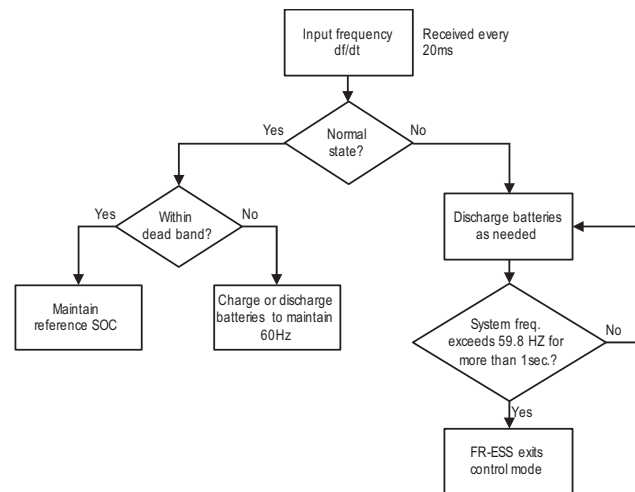 Input frequency
df/dt
Received every
20ms
Yes
Normal
state?
No
Yes
Within
dead band?
No
Discharge batteries
as needed
Maintain
reference SOC
Charge or discharge
batteries to maintain
60Hz
System freq.
exceeds 59.8 HZ for
more than 1sec.?
No
Yes
FR-ESS exits
control mode